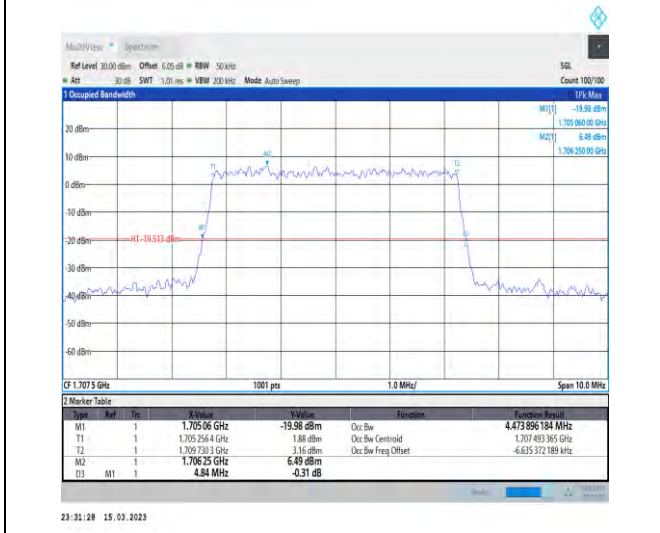 MultiView Spectrum
Ref Level 30.00 dBm Offset 6.05 dB RBW 50 kHz SGL
Att 30 dB SWT 1.01 ms VBW 200 kHz Mode Auto Sweep Count 100/100
1 Occupied Bandwidth 1Pk Max
M1[1] -19.98 dBm
1.705 060 00 GHz
M2[1] 6.49 dBm
1.706 250 00 GHz
20 dBm
10 dBm
M2
T1
T2
0 dBm
-10 dBm
M1
-20 dBm
H1 -19.513 dBm
-30 dBm
-40 dBm
-50 dBm
-60 dBm
CF 1.707 5 GHz 1001 pts 1.0 MHz/ Span 10.0 MHz
2 Marker Table
Type Ref Trc X-Value Y-Value Function Function Result
M1 1 1.705 06 GHz -19.98 dBm Occ Bw 4.473 896 184 MHz
T1 1 1.705 256 4 GHz 1.88 dBm Occ Bw Centroid 1.707 493 365 GHz
T2 1 1.709 730 3 GHz 3.16 dBm Occ Bw Freq Offset -6.635 372 189 kHz
M2 1 1.706 25 GHz 6.49 dBm
D3 M1 1 4.84 MHz -0.31 dB
23:31:28 15.03.2023